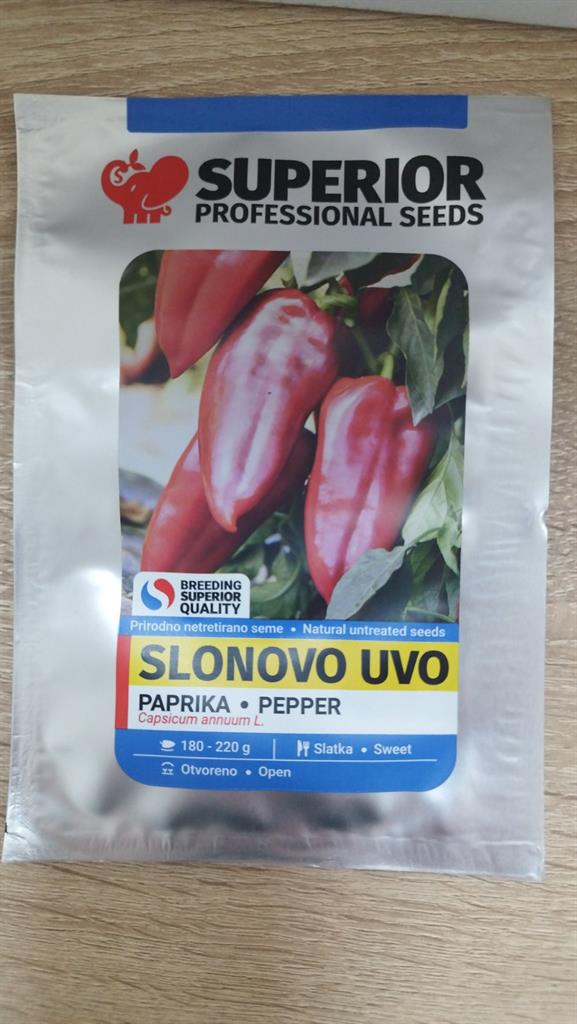 SUPERIOR
PROFESSIONAL SEEDS
BREEDING
SUPERIOR
QUALITY
Prirodno netretirano seme • Natural untreated seeds
SLONOVO UVO
PAPRIKA • PEPPER
Capsicum annuum L.
180 - 220 g | Slatka • Sweet
Otvoreno • Open